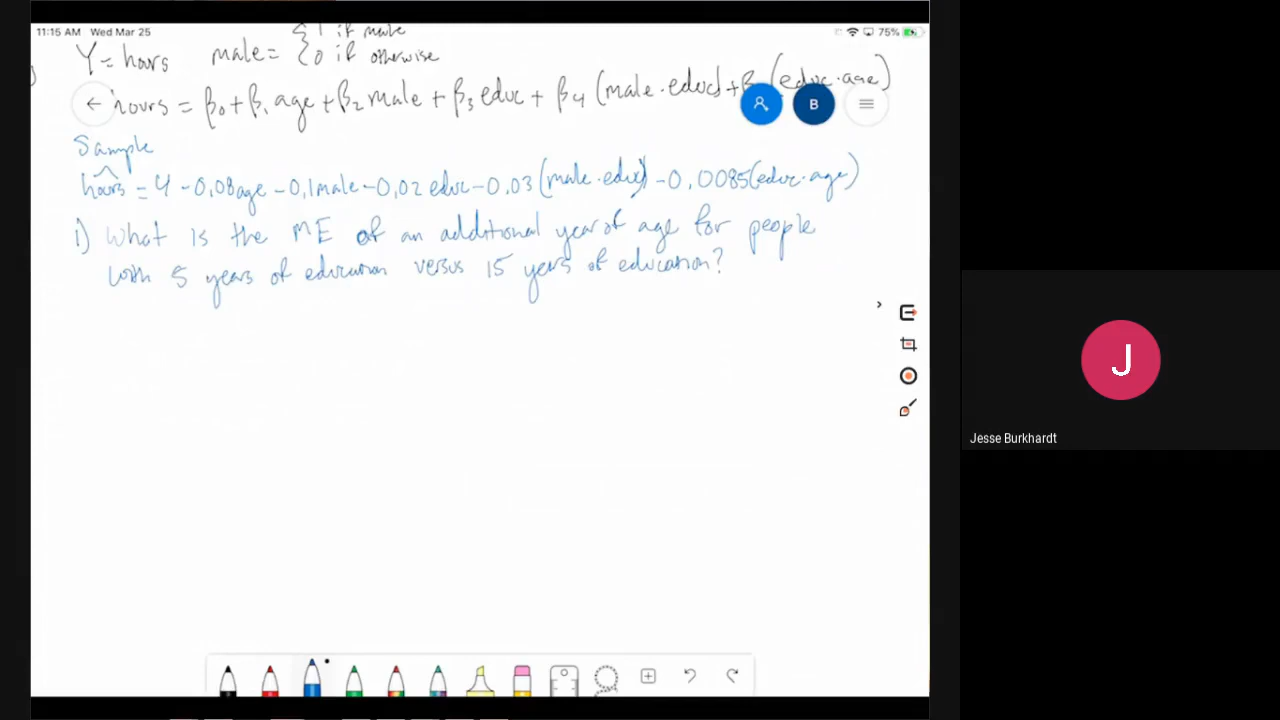 11:15 AM Wed Mar 25
75%
{ 1 if male
Y = hours male = { 0 if otherwise
hours = β0 + β1 age + β2 male + β3 educ + β4 (male·educ) + β (educ·age)
B
Sample
hours^ = 4 - 0,08age - 0,1male - 0,02 educ - 0,03 (male·educ) - 0,0085(educ·age)
i) What is the ME of an additional year of age for people
with 5 years of education versus 15 years of education?
J
Jesse Burkhardt